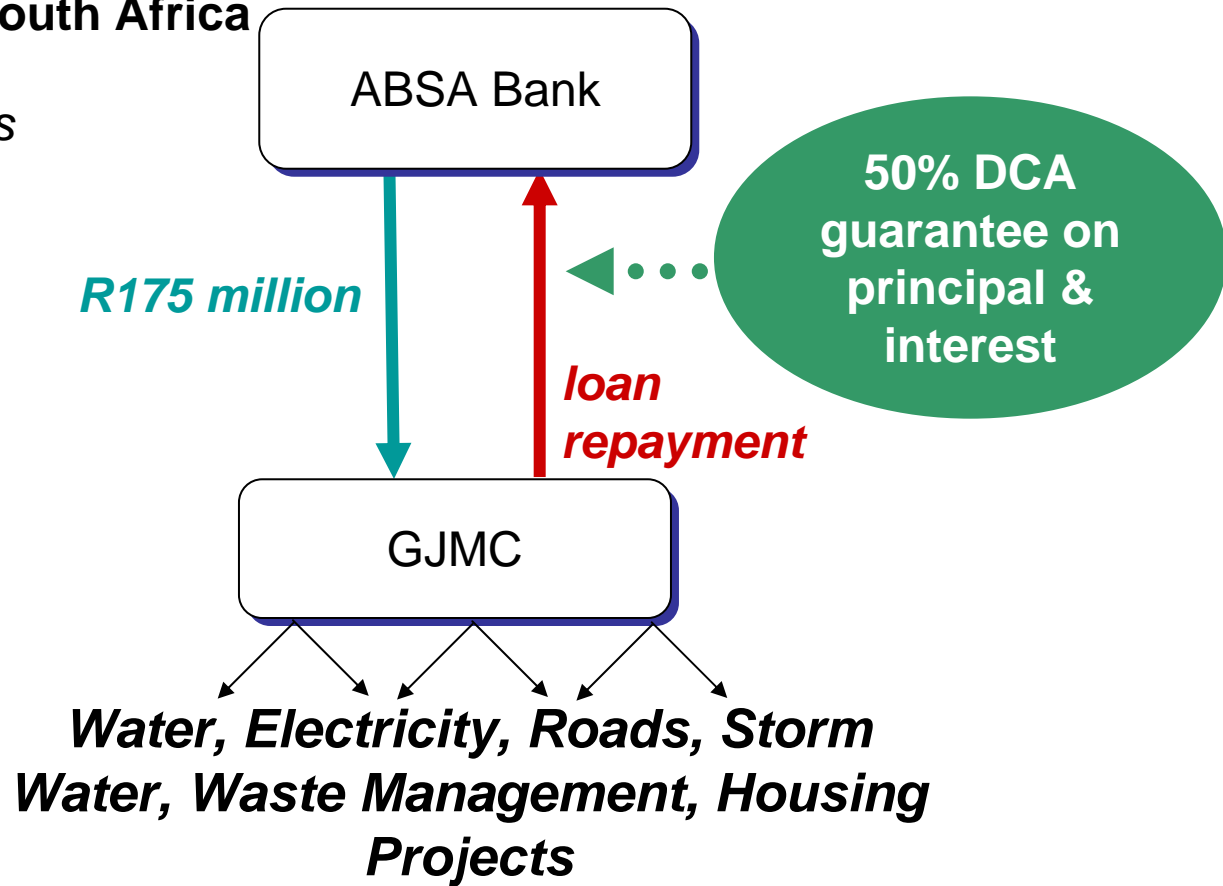 outh Africa
s
ABSA Bank
50% DCA
guarantee on
principal &
interest
R175 million
loan
repayment
GJMC
Water, Electricity, Roads, Storm
Water, Waste Management, Housing
Projects